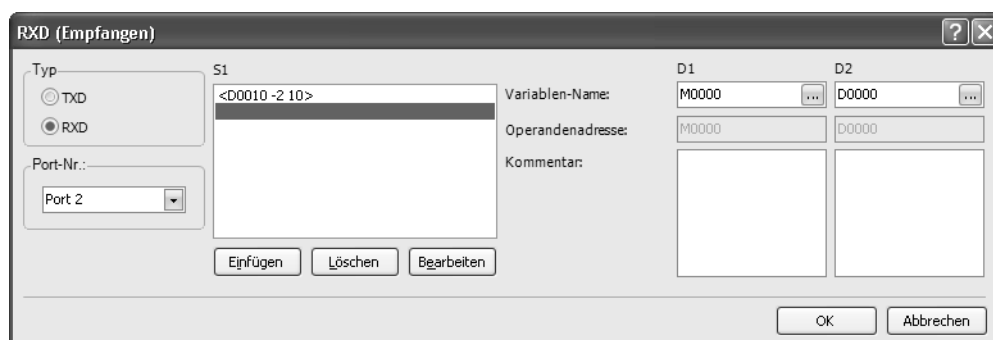 RXD (Empfangen)
Typ
TXD
RXD
Port-Nr.:
Port 2
S1
<D0010 -2 10>
Einfügen Löschen Bearbeiten
D1 D2
Variablen-Name: M0000 ... D0000 ...
Operandenadresse: M0000 D0000
Kommentar:
OK Abbrechen